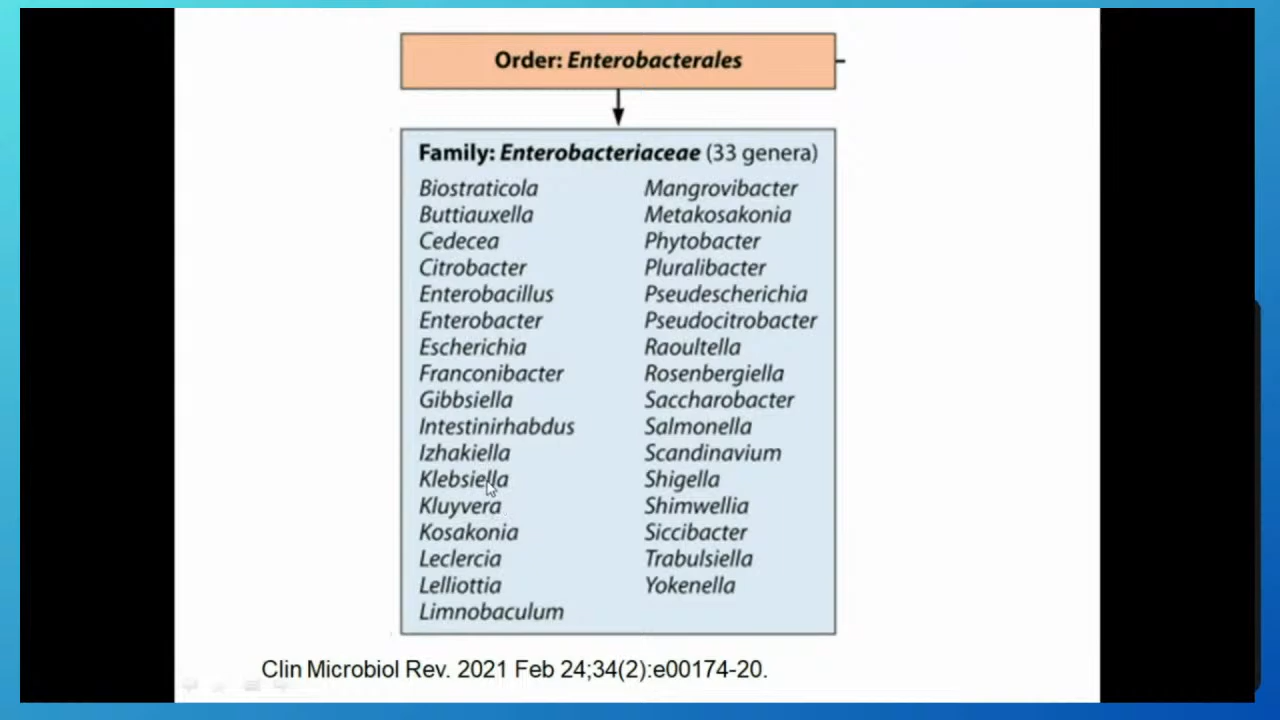 Order: Enterobacterales
Family: Enterobacteriaceae (33 genera)
Biostraticola
Buttiauxella
Cedecea
Citrobacter
Enterobacillus
Enterobacter
Escherichia
Franconibacter
Gibbsiella
Intestinirhabdus
Izhakiella
Klebsiella
Kluyvera
Kosakonia
Leclercia
Lelliottia
Limnobaculum
Mangrovibacter
Metakosakonia
Phytobacter
Pluralibacter
Pseudescherichia
Pseudocitrobacter
Raoultella
Rosenbergiella
Saccharobacter
Salmonella
Scandinavium
Shigella
Shimwellia
Siccibacter
Trabulsiella
Yokenella
Clin Microbiol Rev. 2021 Feb 24;34(2):e00174-20.